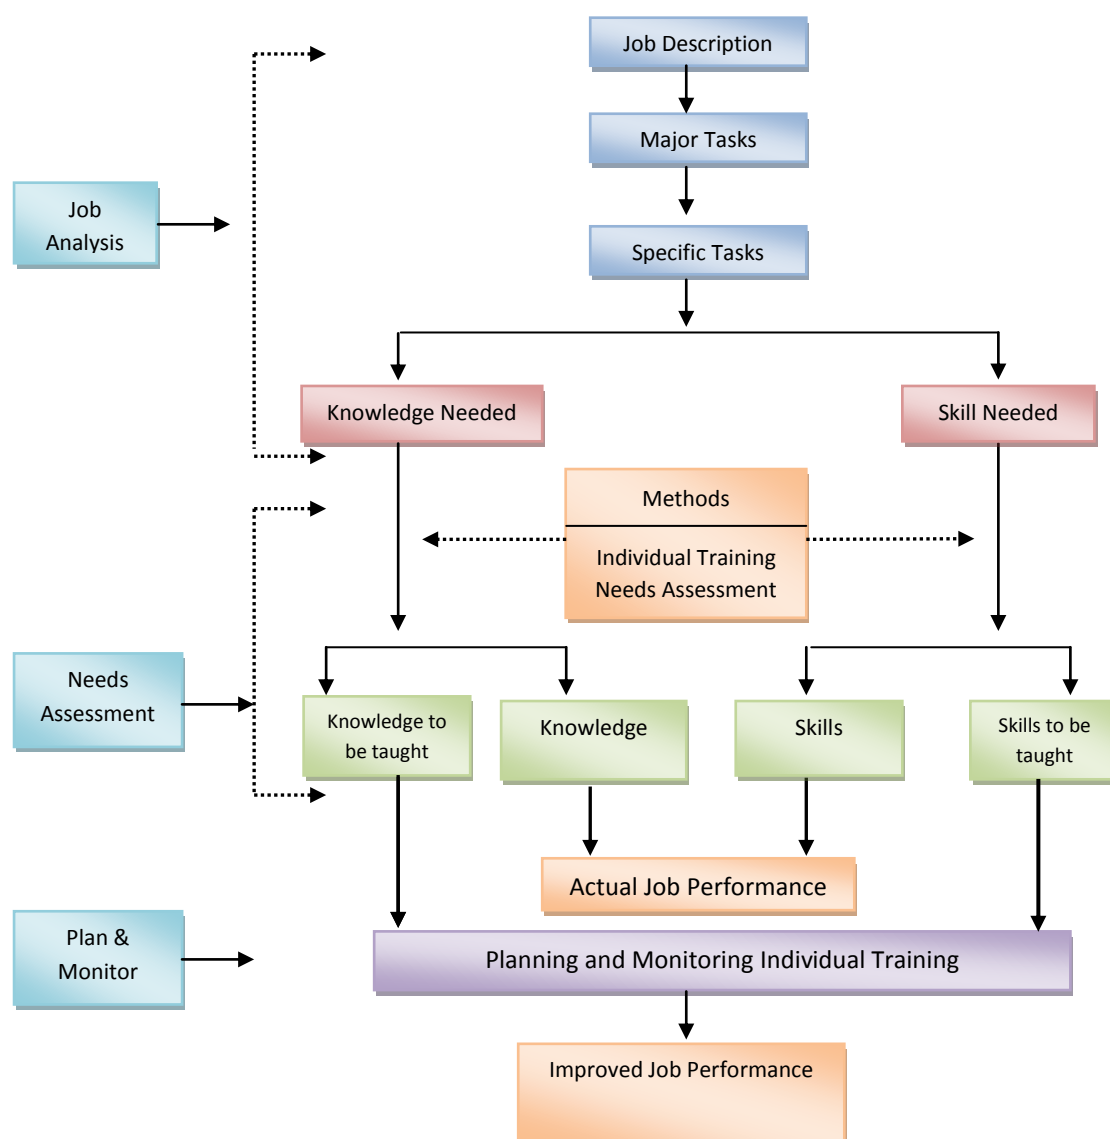 Job Description
Major Tasks
Job
Analysis
Specific Tasks
Knowledge Needed
Skill Needed
Methods
Individual Training
Needs Assessment
Needs
Assessment
Knowledge to
be taught
Knowledge
Skills
Skills to be
taught
Actual Job Performance
Plan &
Monitor
Planning and Monitoring Individual Training
Improved Job Performance